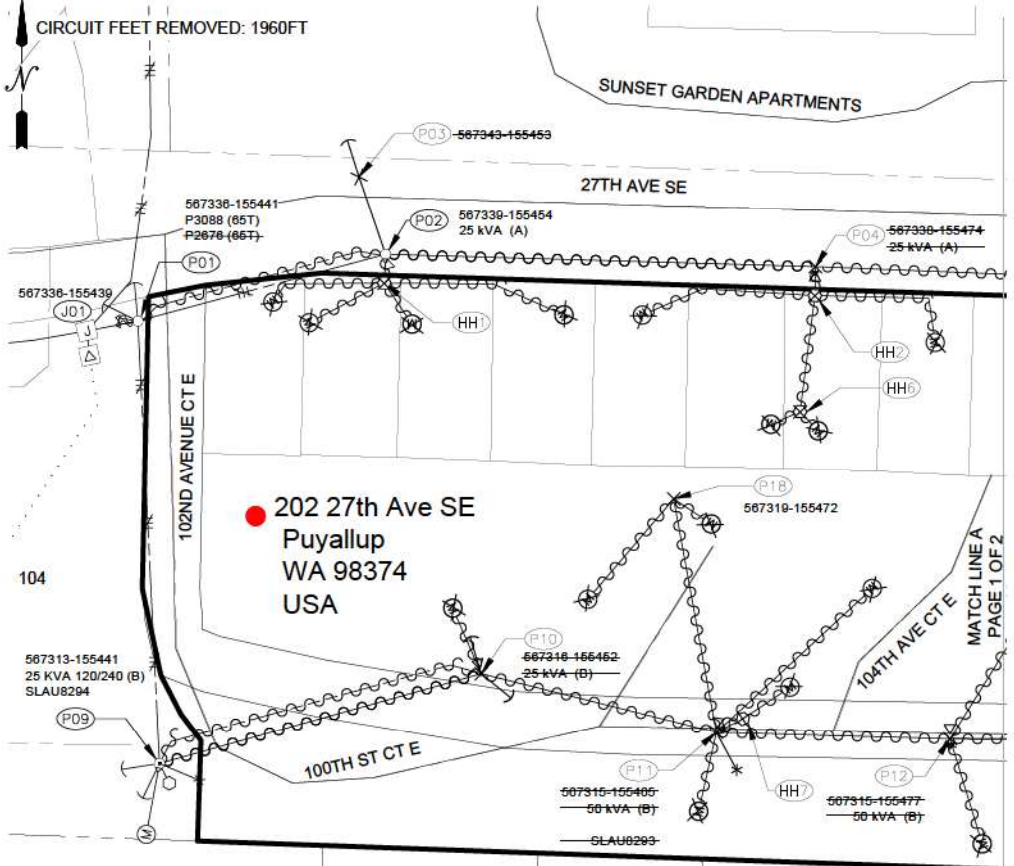 CIRCUIT FEET REMOVED: 1960FT
N
SUNSET GARDEN APARTMENTS
P03 567343-155453
27TH AVE SE
567336-155441
P3088 (65T)
P2676 (65T)
P02
567339-155454
25 kVA (A)
P04
567338-155474
25 kVA (A)
P01
567336-155439
J01
J
HH1
HH2
HH6
M
M
M
M
M
M
M
M
102ND AVENUE CT E
P18
567319-155472
202 27th Ave SE
Puyallup
WA 98374
USA
104
MATCH LINE A
PAGE 1 OF 2
104TH AVE CT E
M
M
M
M
M
P10
567316-155452
25 kVA (B)
567313-155441
25 KVA 120/240 (B)
SLAU8294
P09
100TH ST CT E
P11
567315-155465
50 kVA (B)
SLAU8293
HH7
P12
567315-155477
50 kVA (B)
M
M
M